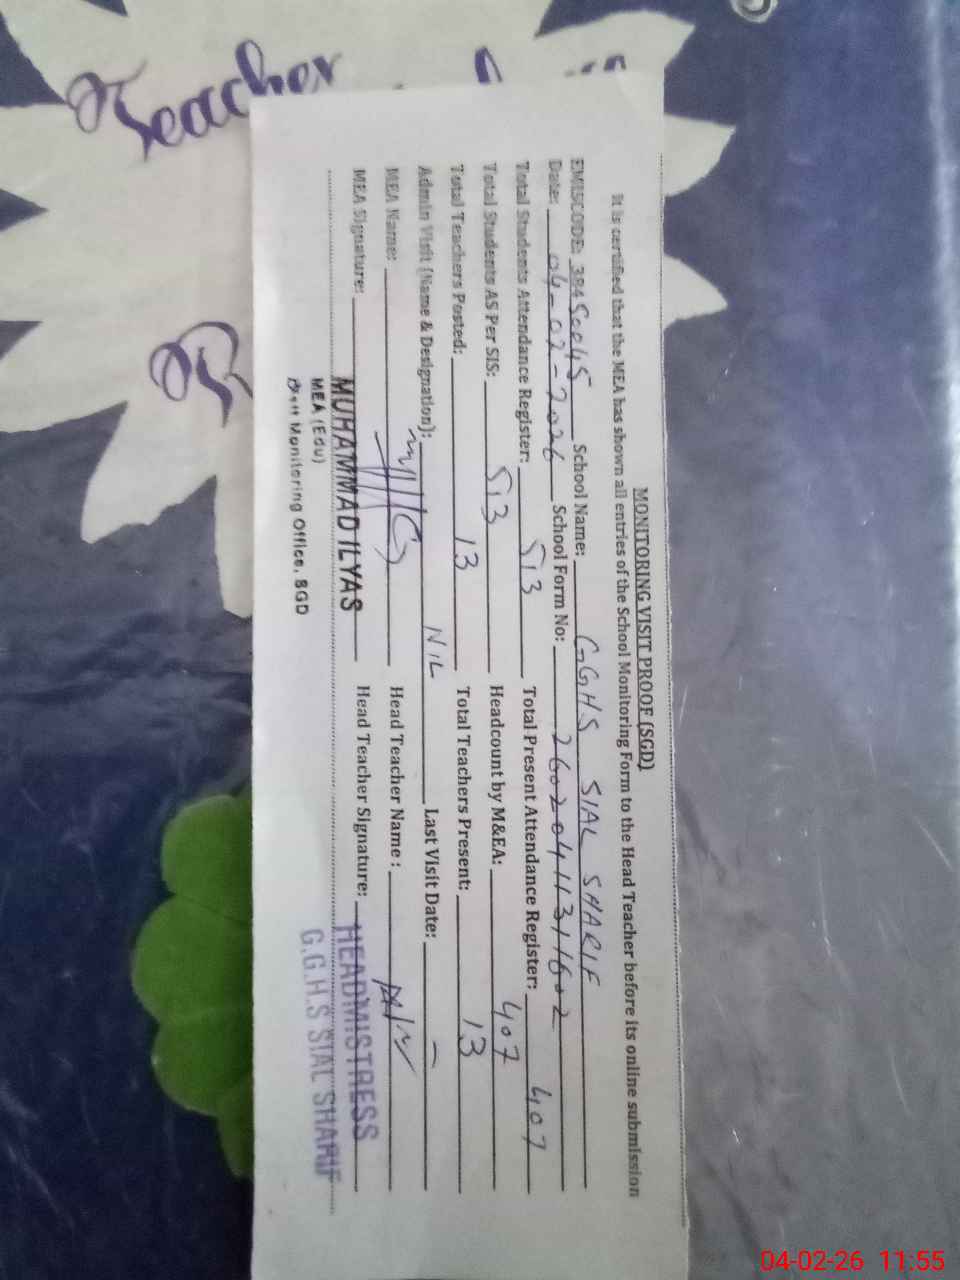 Teacher
MONITORING VISIT PROOF (SGD)
It is certified that the MEA has shown all entries of the School Monitoring Form to the Head Teacher before its online submission
EMISCODE: 38450045 School Name: GGHS SIAL SHARIF
Date: 04-02-2026 School Form No: 26020411311602
Total Students Attendance Register: 513 Total Present Attendance Register: 407
Total Students AS Per SIS: 513 Headcount by M&EA: 407
Total Teachers Posted: 13 Total Teachers Present: 13
Admin Visit (Name & Designation): NIL Last Visit Date: —
MEA Name: Head Teacher Name :
MEA Signature: Head Teacher Signature:
MUHAMMAD ILYAS
MEA (Edu)
Distt Monitoring Office, SGD
HEADMISTRESS
G.G.H.S SIAL SHARIF
04-02-26 11:55